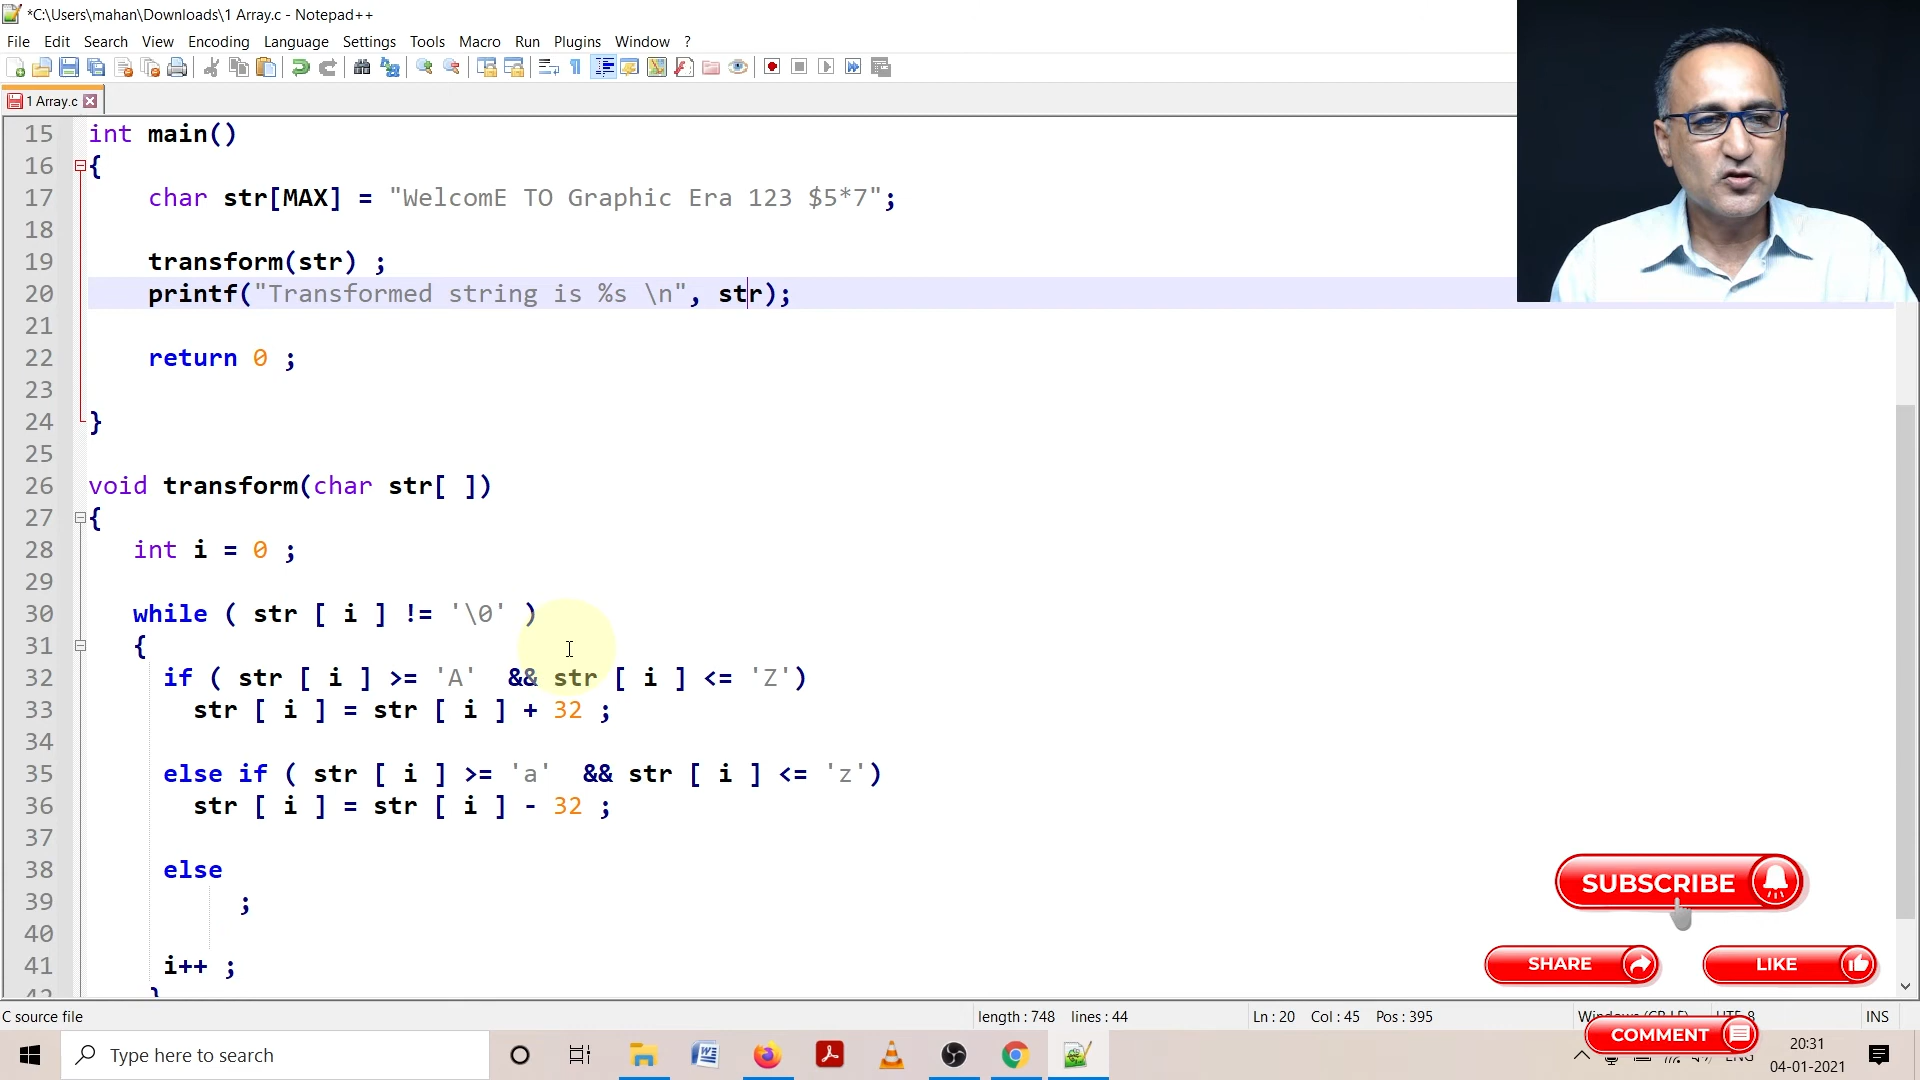 *C:\Users\mahan\Downloads\1 Array.c - Notepad++
File Edit Search View Encoding Language Settings Tools Macro Run Plugins Window ?
1 Array.c
15 int main()
16 {
17 char str[MAX] = "WelcomE TO Graphic Era 123 $5*7";
18
19 transform(str) ;
20 printf("Transformed string is %s \n", str);
21
22 return 0 ;
23
24 }
25
26 void transform(char str[ ])
27 {
28 int i = 0 ;
29
30 while ( str [ i ] != '\0' )
31 {
32 if ( str [ i ] >= 'A' && str [ i ] <= 'Z')
33 str [ i ] = str [ i ] + 32 ;
34
35 else if ( str [ i ] >= 'a' && str [ i ] <= 'z')
36 str [ i ] = str [ i ] - 32 ;
37
38 else
39 ;
40
41 i++ ;
42 }
SUBSCRIBE
SHARE LIKE
C source file length : 748 lines : 44 Ln : 20 Col : 45 Pos : 395 INS
COMMENT
Type here to search
20:31
04-01-2021